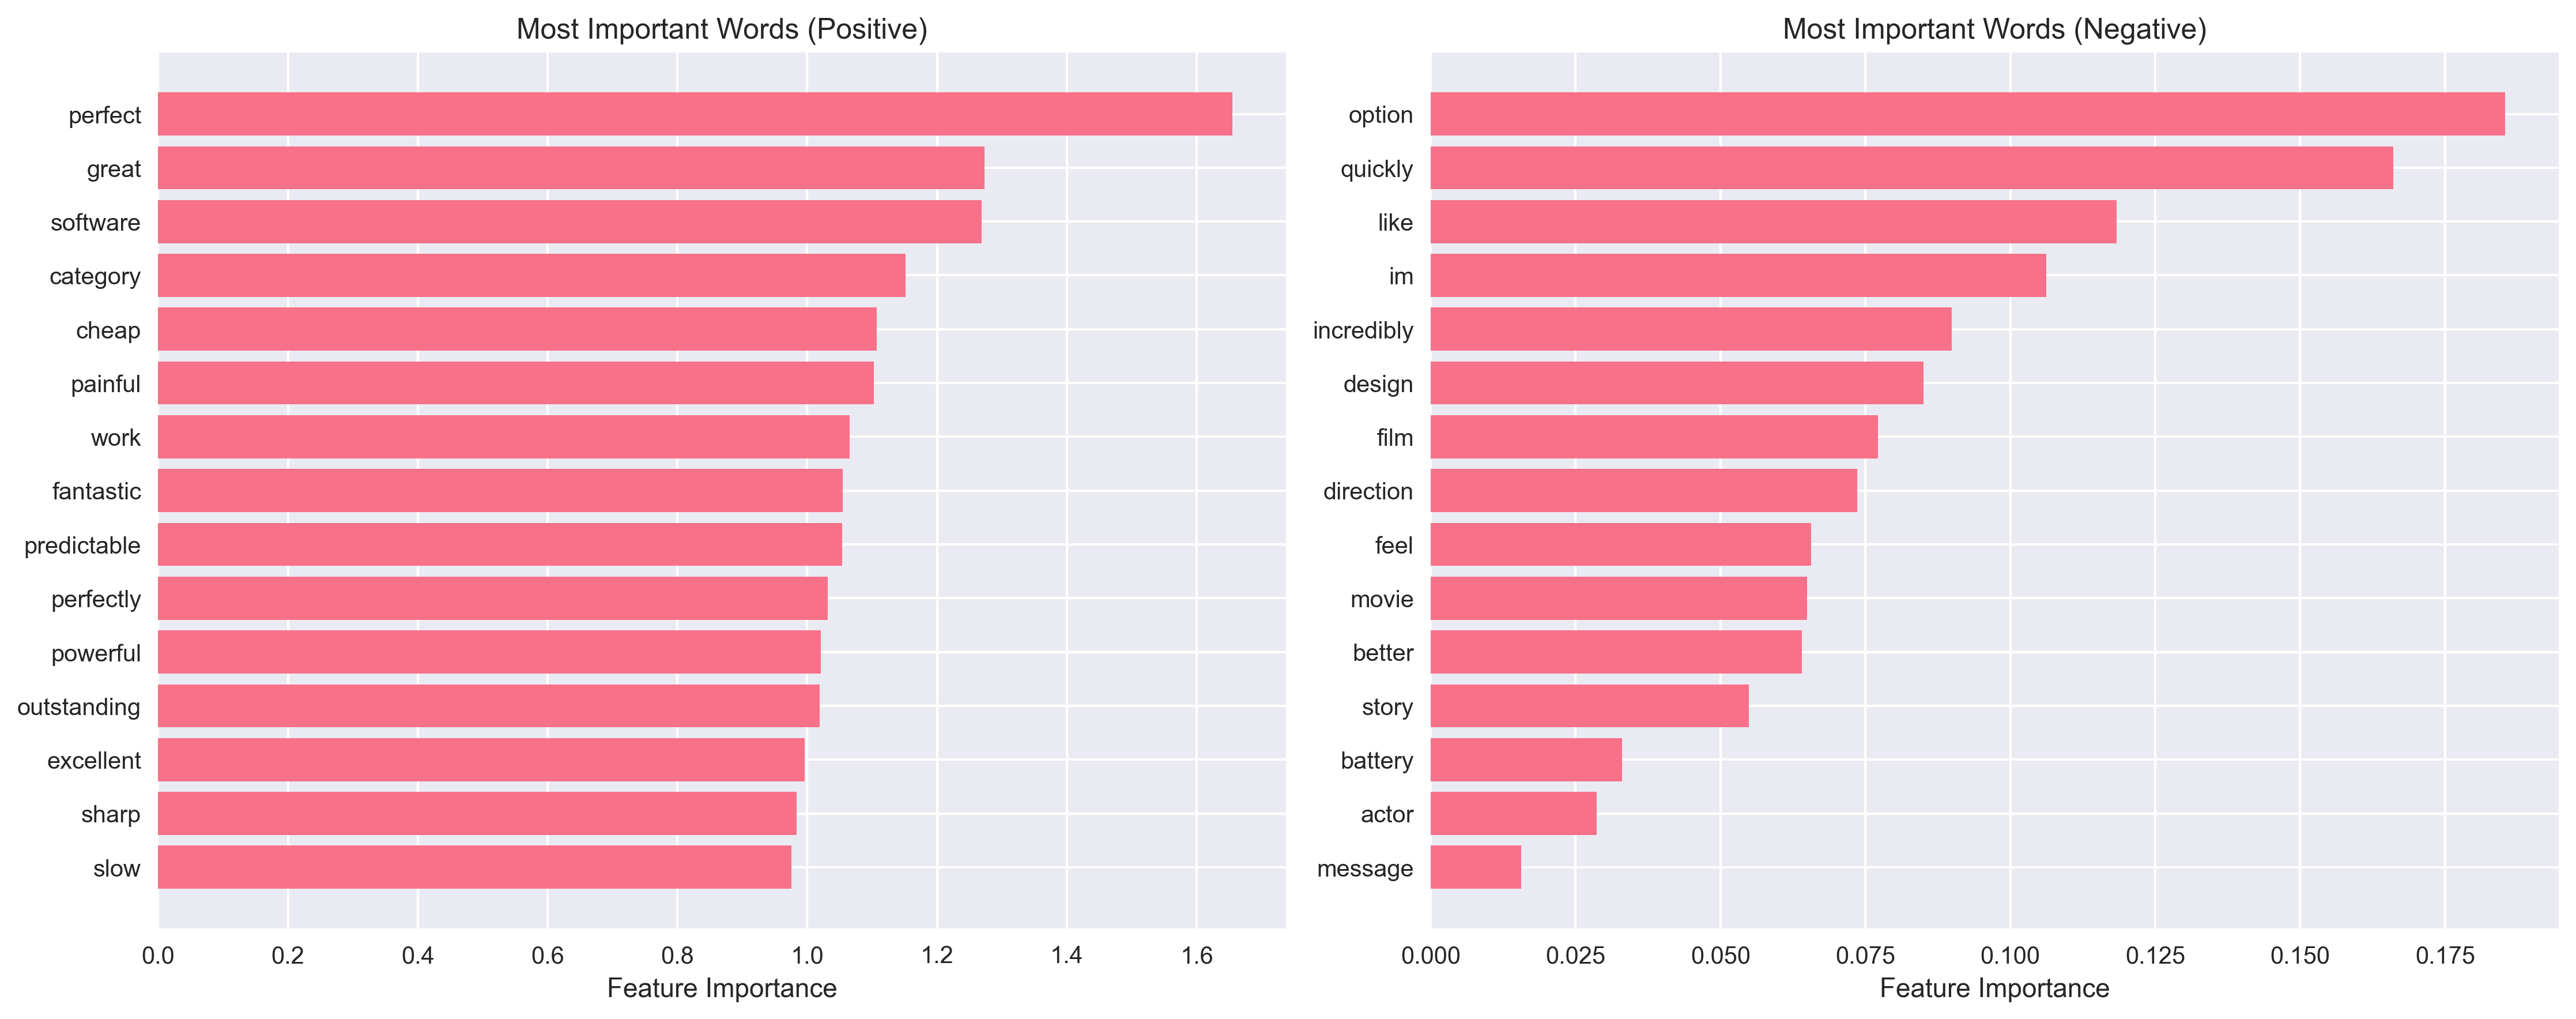 Most Important Words (Positive)
perfect
great
software
category
cheap
painful
work
fantastic
predictable
perfectly
powerful
outstanding
excellent
sharp
slow
0.0 0.2 0.4 0.6 0.8 1.0 1.2 1.4 1.6
Feature Importance
Most Important Words (Negative)
option
quickly
like
im
incredibly
design
film
direction
feel
movie
better
story
battery
actor
message
0.000 0.025 0.050 0.075 0.100 0.125 0.150 0.175
Feature Importance